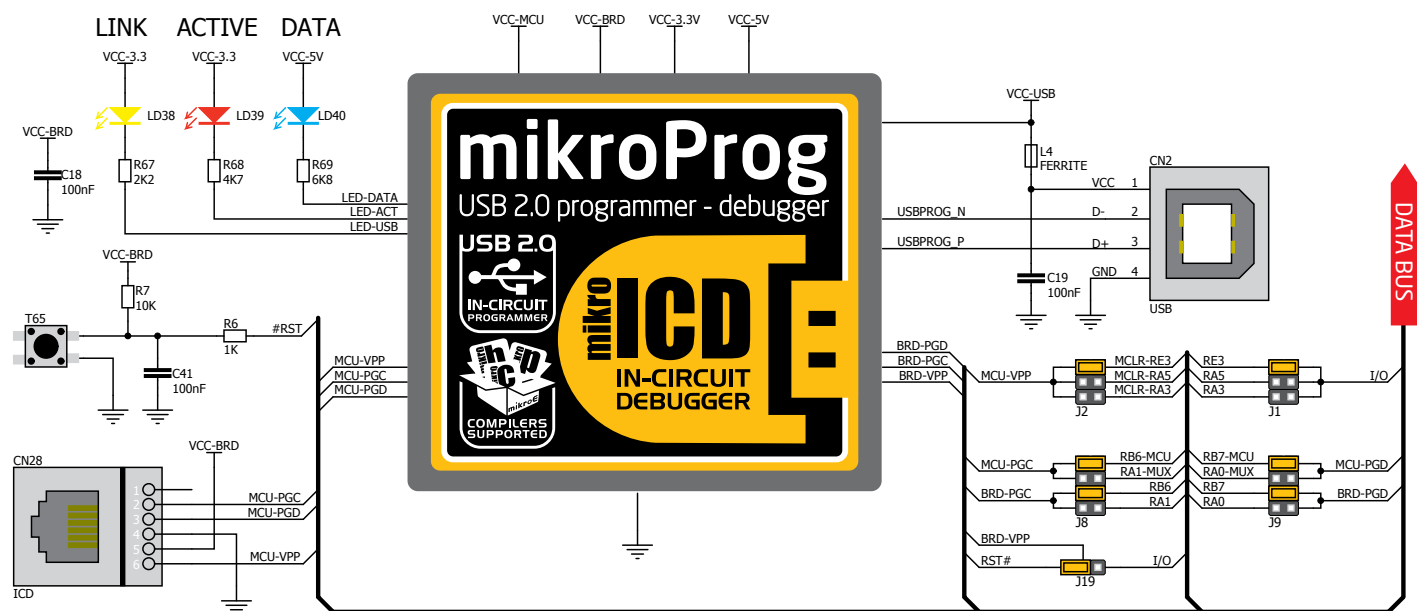 LINK ACTIVE DATA
VCC-3.3 VCC-3.3 VCC-5V
VCC-MCU VCC-BRD VCC-3.3V VCC-5V
LD38 LD39 LD40
VCC-BRD
C18
100nF
R67
2K2
R68
4K7
R69
6K8
LED-DATA
LED-ACT
LED-USB
VCC-BRD
R7
10K
T65
R6
1K
#RST
C41
100nF
MCU-VPP
MCU-PGC
MCU-PGD
VCC-BRD
CN28
1
2
3
4
5
6
MCU-PGC
MCU-PGD
MCU-VPP
ICD
mikroProg
USB 2.0 programmer - debugger
USB 2.0
IN-CIRCUIT
PROGRAMMER
h
c
p
mikroE
COMPILERS
SUPPORTED
mikro
ICD
IN-CIRCUIT
DEBUGGER
VCC-USB
L4
FERRITE
CN2
VCC 1
USBPROG_N D- 2
USBPROG_P D+ 3
GND 4
C19
100nF
USB
DATA BUS
BRD-PGD
BRD-PGC
BRD-VPP
MCU-VPP
MCLR-RE3
MCLR-RA5
MCLR-RA3
J2
RE3
RA5
RA3
J1
I/O
MCU-PGC
RB6-MCU
RA1-MUX
BRD-PGC
RB6
RA1
J8
RB7-MCU
RA0-MUX
MCU-PGD
RB7
RA0
BRD-PGD
J9
BRD-VPP
RST#
I/O
J19